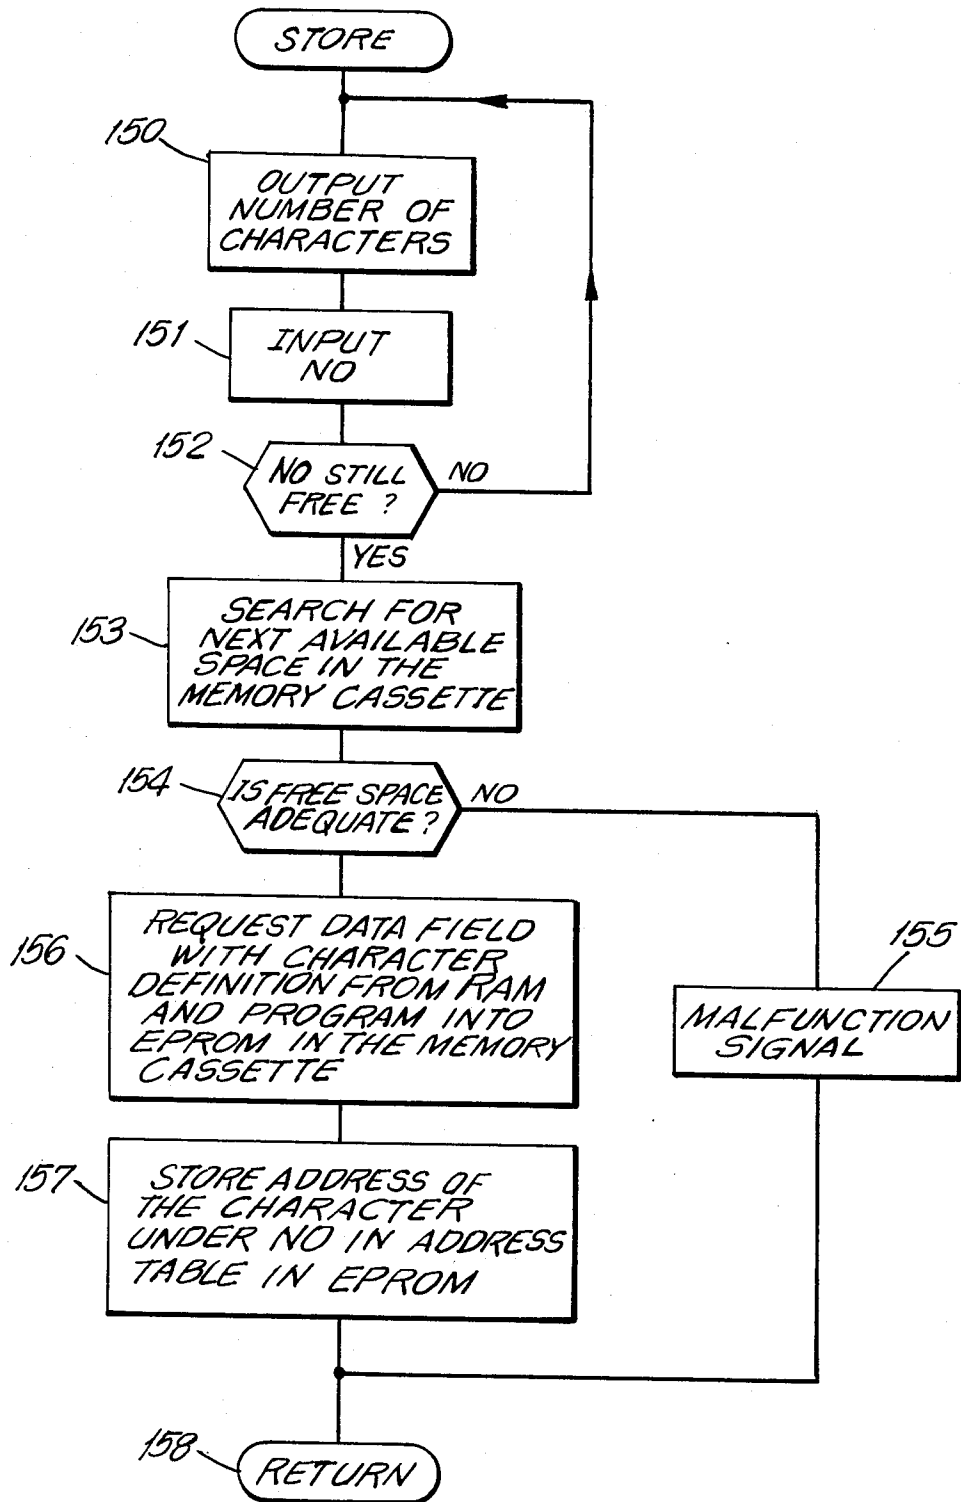 STORE
150
OUTPUT
NUMBER OF
CHARACTERS
151
INPUT
NO
152
NO STILL
FREE ?
NO
YES
153
SEARCH FOR
NEXT AVAILABLE
SPACE IN THE
MEMORY CASSETTE
154
IS FREE SPACE
ADEQUATE ?
NO
156
REQUEST DATA FIELD
WITH CHARACTER
DEFINITION FROM RAM
AND PROGRAM INTO
EPROM IN THE MEMORY
CASSETTE
155
MALFUNCTION
SIGNAL
157
STORE ADDRESS OF
THE CHARACTER
UNDER NO IN ADDRESS
TABLE IN EPROM
158
RETURN